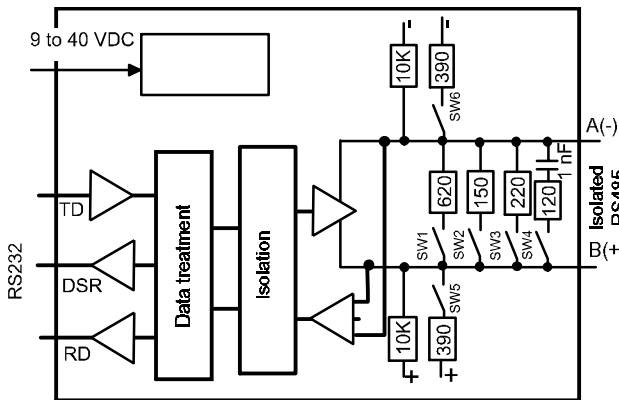 9 to 40 VDC
10K
390
SW6
A(-)
1 nF
620
150
220
120
SW1
SW2
SW3
SW4
Isolated
RS485
B(+
TD
DSR
RD
RS232
Data treatment
Isolation
SW5
10K
390
-
-
+
+